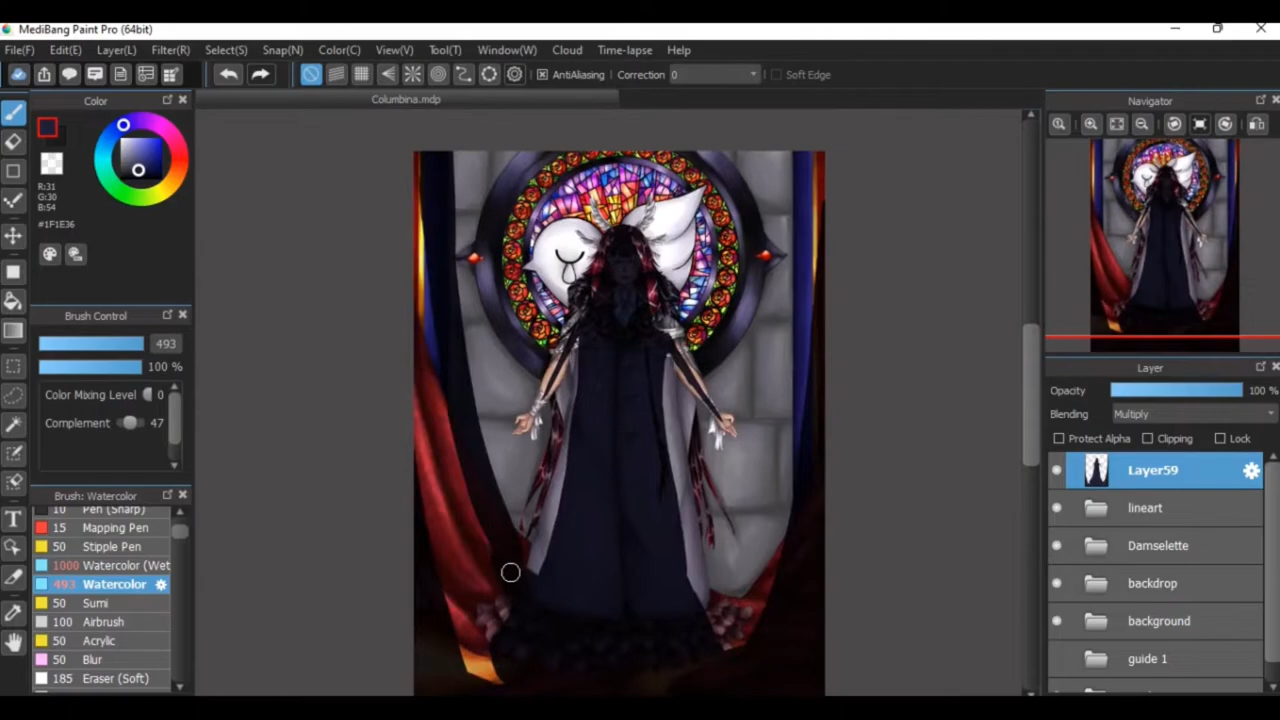 MediBang Paint Pro (64bit)
File(F) Edit(E) Layer(L) Filter(R) Select(S) Snap(N) Color(C) View(V) Tool(T) Window(W) Cloud Time-lapse Help
AntiAliasing Correction 0 Soft Edge
Color
Columbina.mdp
Navigator
R:31
G:30
B:54
#1F1E36
Brush Control
493
100 %
Color Mixing Level 0
Complement 47
Brush: Watercolor
10 Pen (Sharp)
15 Mapping Pen
50 Stipple Pen
1000 Watercolor (Wet
493 Watercolor
50 Sumi
100 Airbrush
50 Acrylic
50 Blur
185 Eraser (Soft)
Layer
Opacity 100 %
Blending Multiply
Protect Alpha Clipping Lock
Layer59
lineart
Damselette
backdrop
background
guide 1